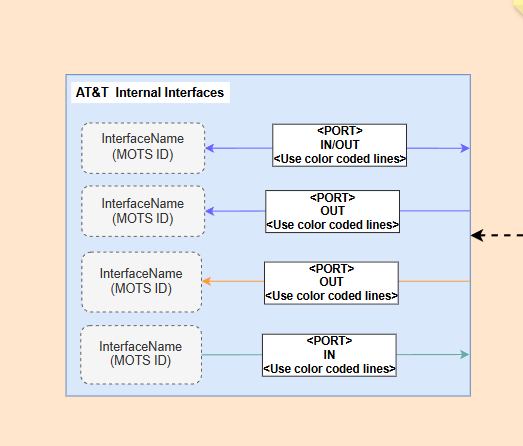 AT&T  Internal Interfaces
InterfaceName
(MOTS ID)
<PORT>
IN/OUT
<Use color coded lines>
InterfaceName
(MOTS ID)
<PORT>
OUT
<Use color coded lines>
InterfaceName
(MOTS ID)
<PORT>
OUT
<Use color coded lines>
InterfaceName
(MOTS ID)
<PORT>
IN
<Use color coded lines>